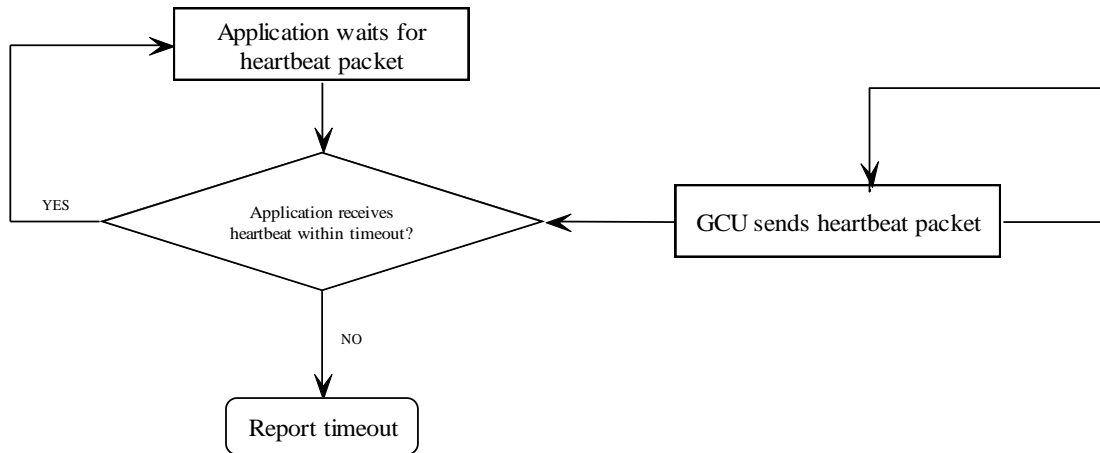 Application waits for
heartbeat packet
YES
Application receives
heartbeat within timeout?
GCU sends heartbeat packet
NO
Report timeout